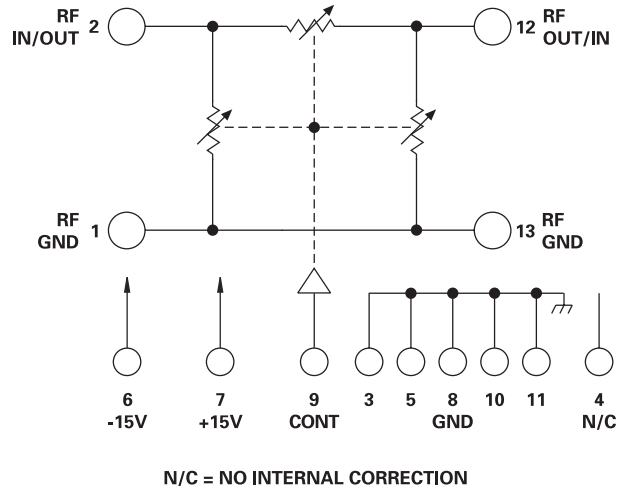 RF
IN/OUT 2
12 RF
OUT/IN
RF
GND 1
13 RF
GND
6 7 9 3 5 8 10 11 4
-15V +15V CONT GND N/C
N/C = NO INTERNAL CORRECTION